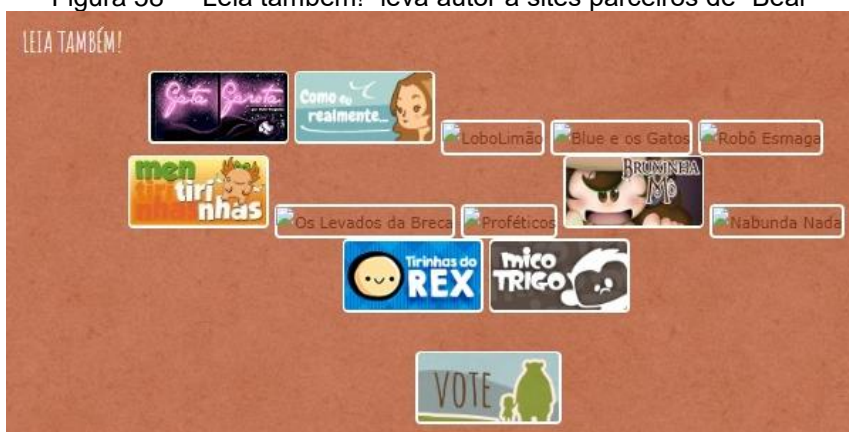 Figura 58 – "Leia também!" leva autor a sites parceiros de "Bear"
LEIA TAMBÉM!
Gata Garota
Como eu
realmente...
LoboLimão Blue e os Gatos Robô Esmaga
men
tiri
nhas
BRUXINHA
Mô
Os Levados da Breca Proféticos Nabunda Nada
Tirinhas do
REX
mico
TRIGO
VOTE